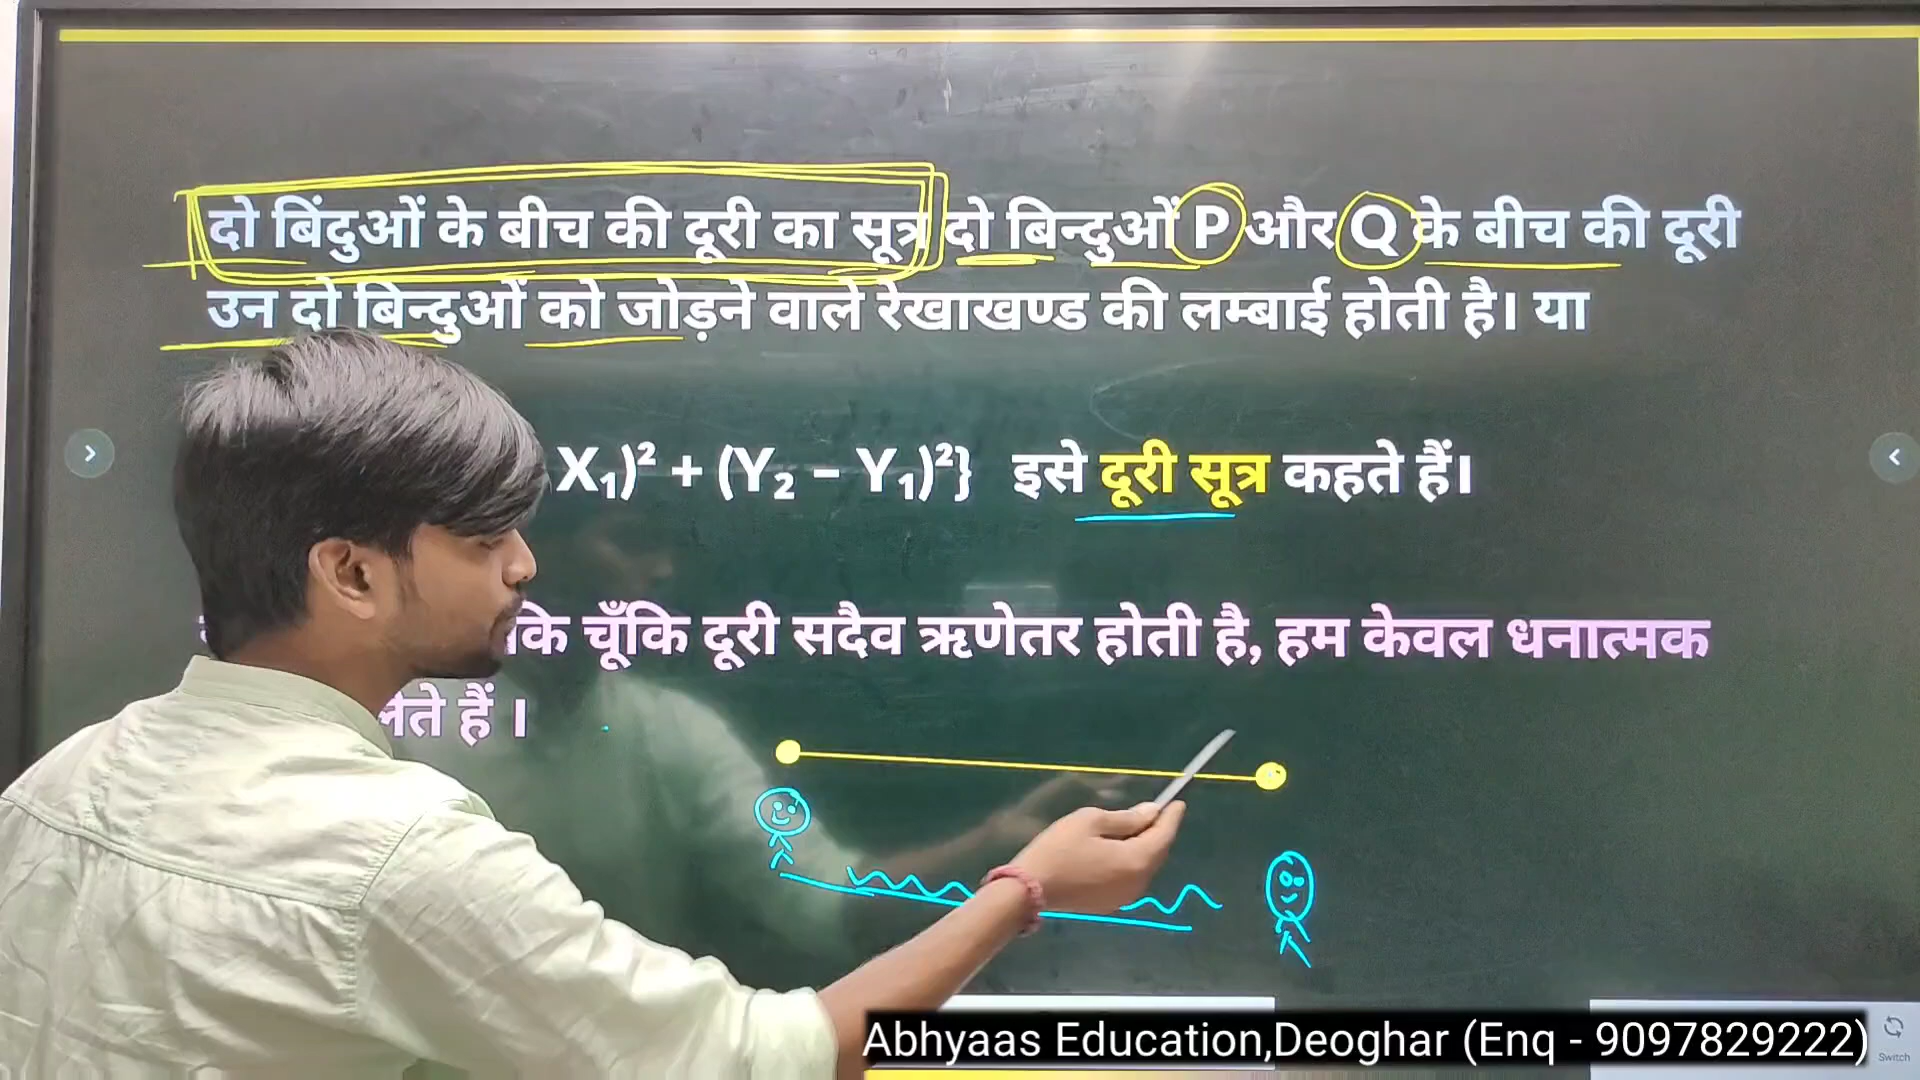 दो बिंदुओं के बीच की दूरी का सूत्र दो बिन्दुओं P और Q के बीच की दूरी
उन दो बिन्दुओं को जोड़ने वाले रेखाखण्ड की लम्बाई होती है। या
X₁)² + (Y₂ – Y₁)²} इसे दूरी सूत्र कहते हैं।
कि चूँकि दूरी सदैव ऋणेतर होती है, हम केवल धनात्मक
लेते हैं ।
Abhyaas Education,Deoghar (Enq - 9097829222)
Switch